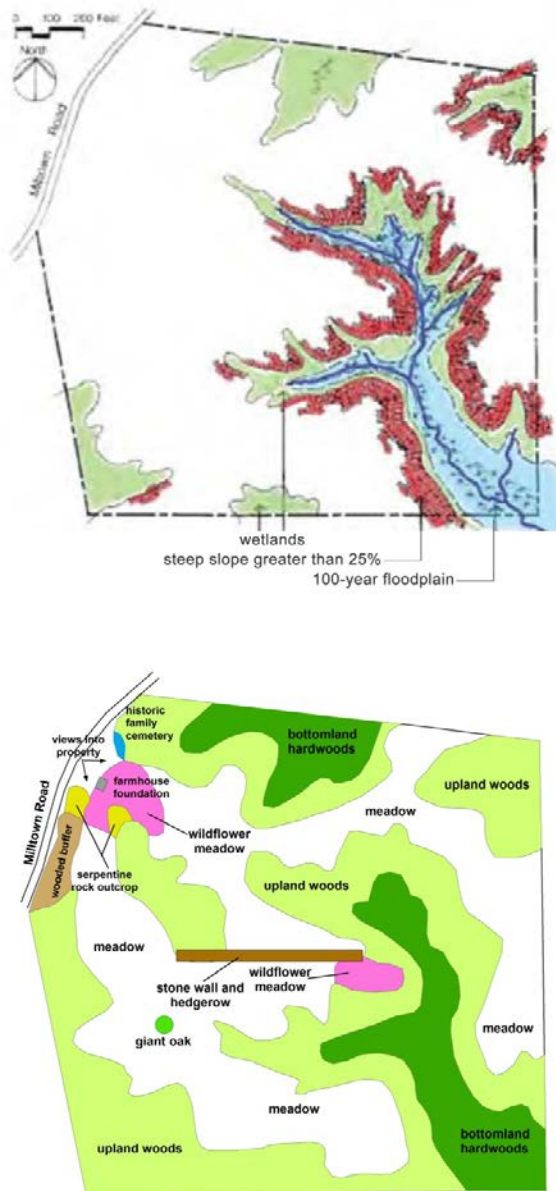 0 100 200 Feet
North
Milltown Road
wetlands
steep slope greater than 25%
100-year floodplain
historic
family
cemetery
views into
property
bottomland
hardwoods
farmhouse
foundation
upland woods
Milltown Road
meadow
wildflower
meadow
wooded buffer
serpentine
rock outcrop
upland woods
meadow
stone wall and
hedgerow
wildflower
meadow
meadow
giant oak
meadow
upland woods
bottomland
hardwoods